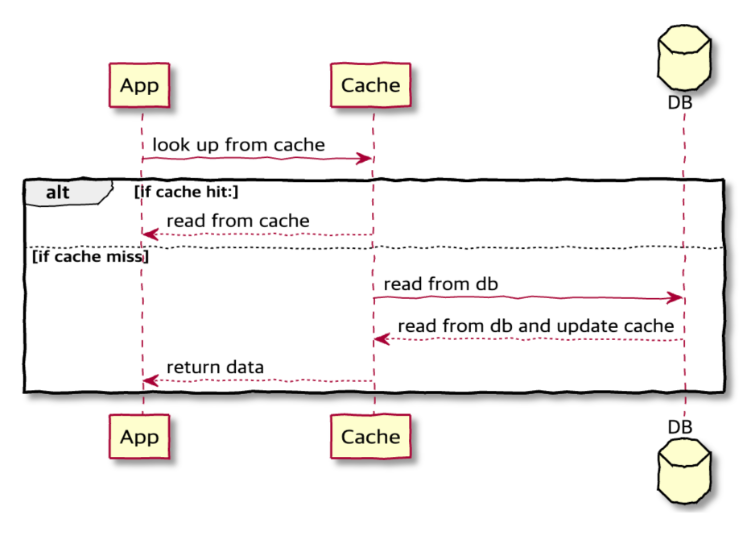 DB
App
Cache
look up from cache
alt
[if cache hit:]
read from cache
[if cache miss]
read from db
read from db and update cache
return data
App
Cache
DB